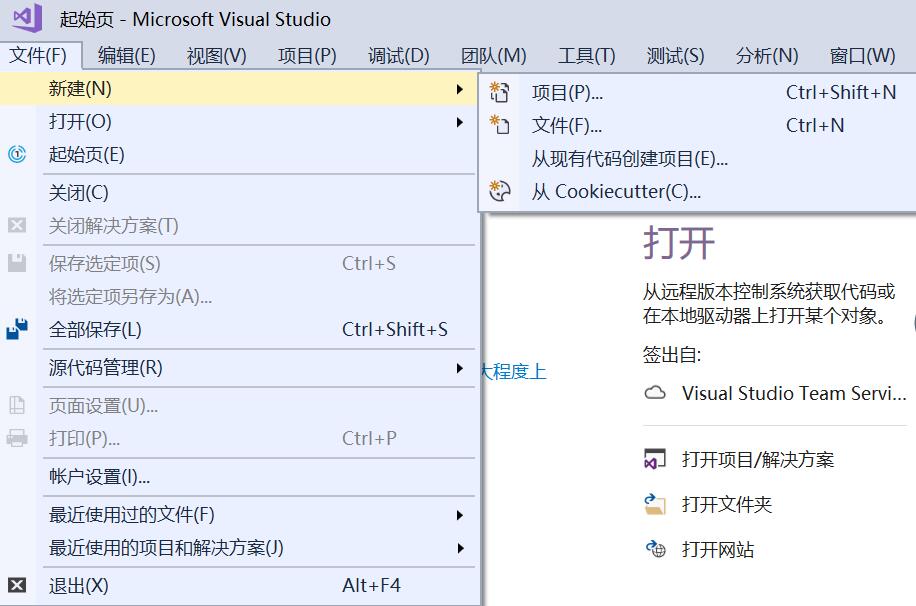 起始页 - Microsoft Visual Studio
文件(F) 编辑(E) 视图(V) 项目(P) 调试(D) 团队(M) 工具(T) 测试(S) 分析(N) 窗口(W)
新建(N)
打开(O)
起始页(E)
关闭(C)
关闭解决方案(T)
保存选定项(S) Ctrl+S
将选定项另存为(A)...
全部保存(L) Ctrl+Shift+S
源代码管理(R)
页面设置(U)...
打印(P)... Ctrl+P
帐户设置(I)...
最近使用过的文件(F)
最近使用的项目和解决方案(J)
退出(X) Alt+F4
项目(P)... Ctrl+Shift+N
文件(F)... Ctrl+N
从现有代码创建项目(E)...
从 Cookiecutter(C)...
大程度上
打开
从远程版本控制系统获取代码或
在本地驱动器上打开某个对象。
签出自:
Visual Studio Team Servi...
打开项目/解决方案
打开文件夹
打开网站